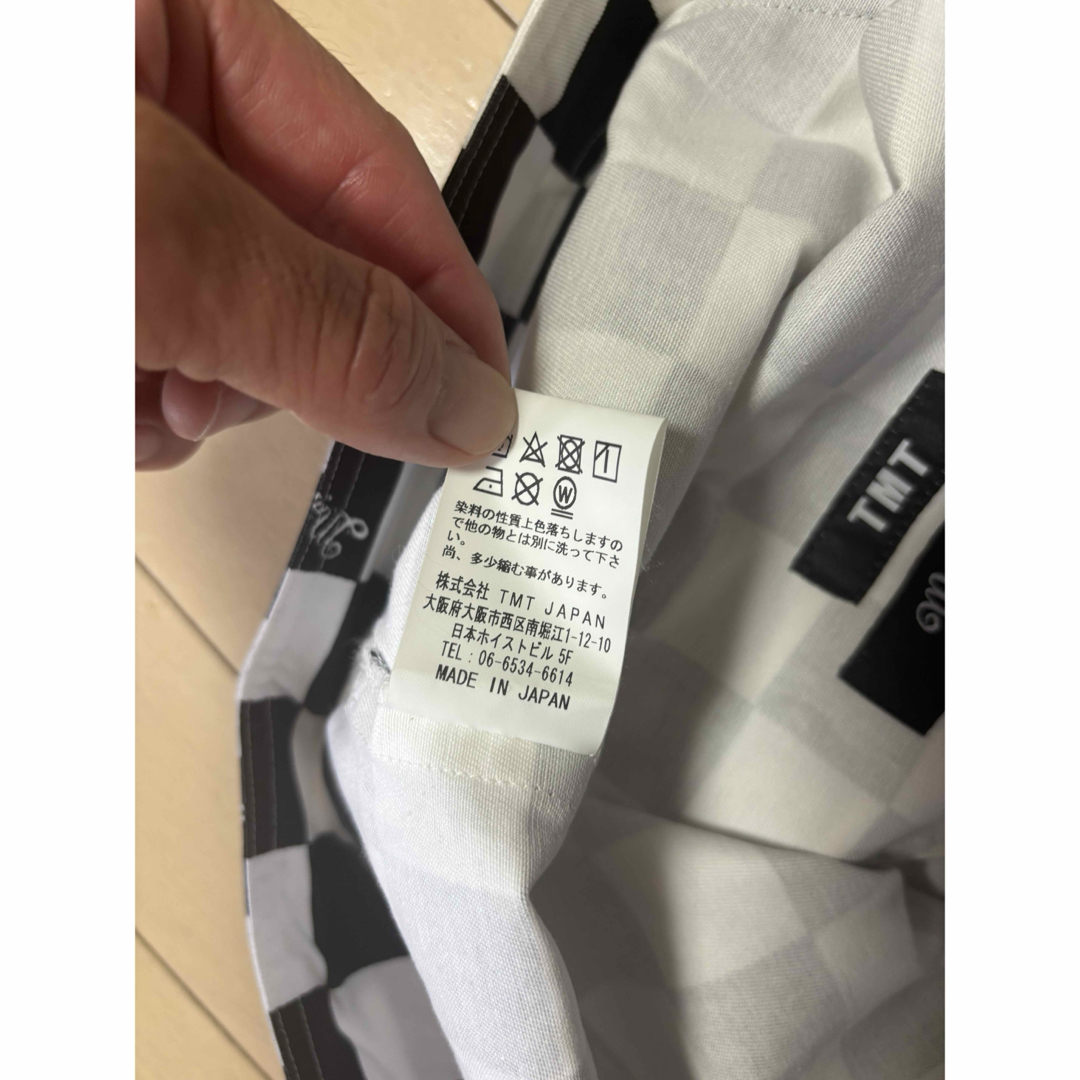 W
染料の性質上色落ちしますの
で他の物とは別に洗って下さ
い。
尚、多少縮む事があります。
株式会社 TMT JAPAN
大阪府大阪市西区南堀江1-12-10
日本ホイストビル 5F
TEL : 06-6534-6614
MADE IN JAPAN
TMT